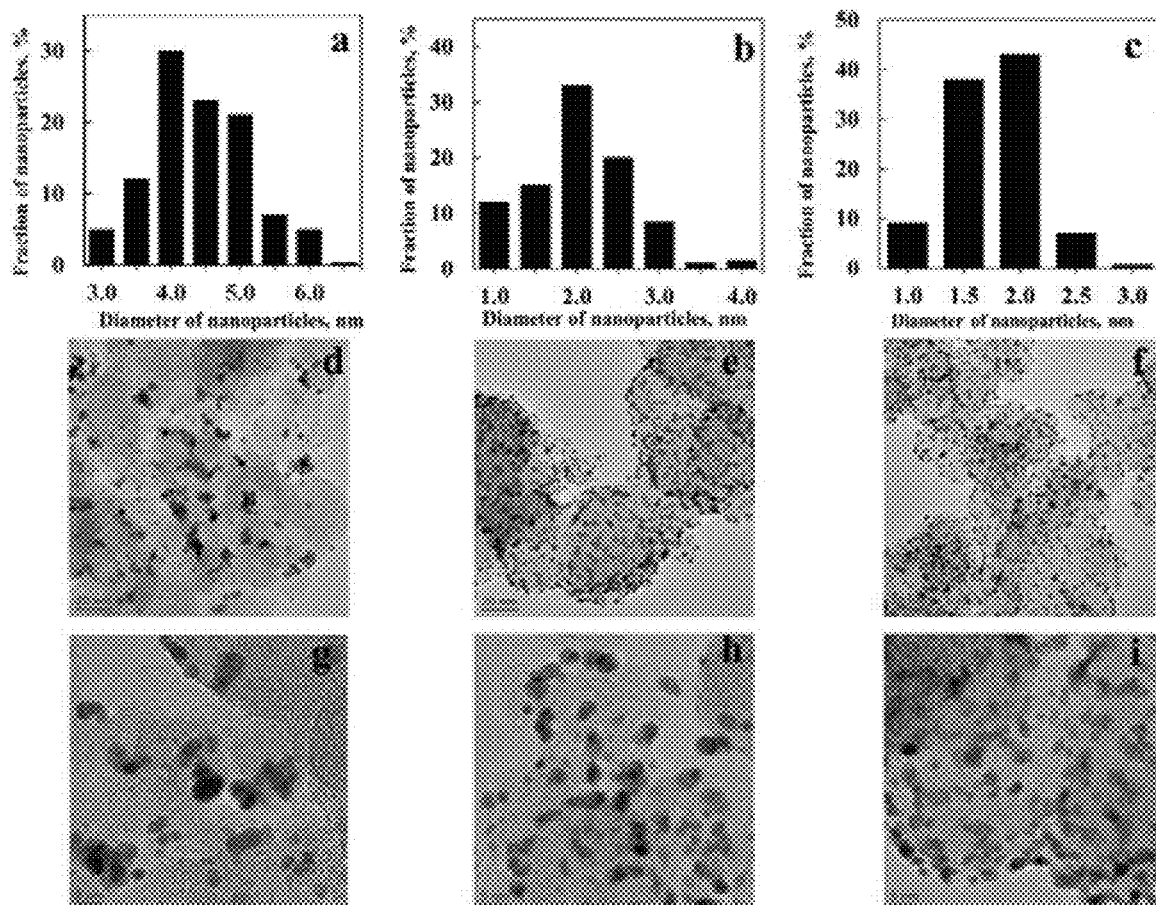 a
b
c
Fraction of nanoparticles, %
30
20
10
0
3.0 4.0 5.0 6.0
Diameter of nanoparticles, nm
Fraction of nanoparticles, %
40
30
20
10
0
1.0 2.0 3.0 4.0
Diameter of nanoparticles, nm
Fraction of nanoparticles, %
50
40
30
20
10
0
1.0 1.5 2.0 2.5 3.0
Diameter of nanoparticles, nm
d
e
f
g
h
i